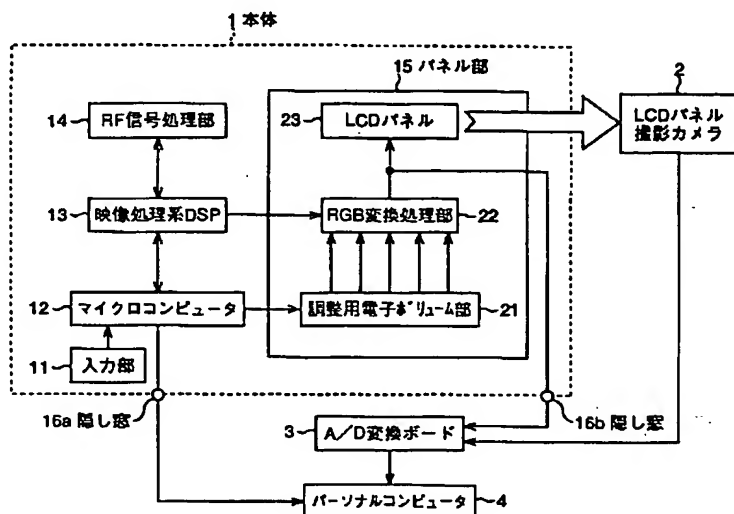 1 本体
15 パネル部
2
14 RF信号処理部
23 LCDパネル
LCDパネル
撮影カメラ
13 映像処理系DSP
RGB変換処理部 22
12 マイクロコンピュータ
調整用電子ボリューム部 21
11 入力部
16a 隠し窓
16b 隠し窓
3 A/D変換ボード
パーソナルコンピュータ 4